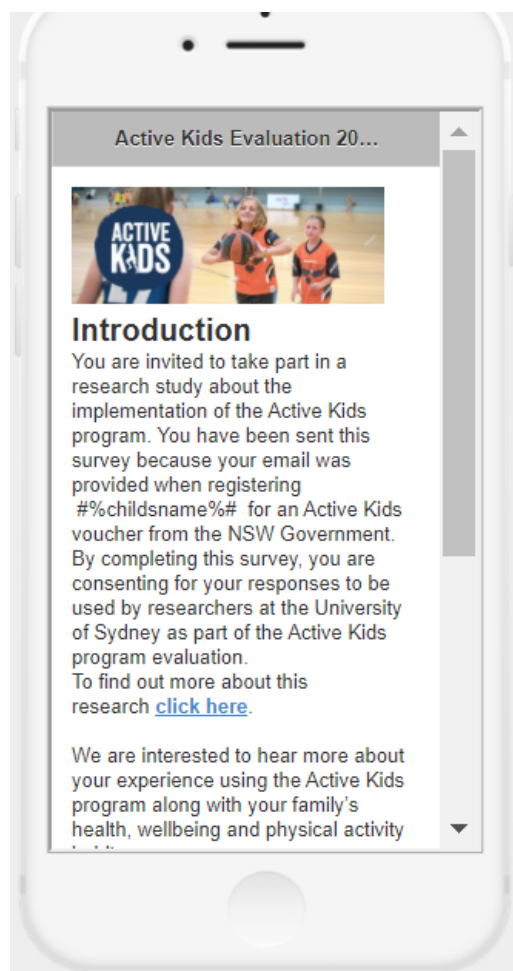 Active Kids Evaluation 20...
ACTIVE
KIDS
Introduction
You are invited to take part in a
research study about the
implementation of the Active Kids
program. You have been sent this
survey because your email was
provided when registering
#%childsname%#  for an Active Kids
voucher from the NSW Government.
By completing this survey, you are
consenting for your responses to be
used by researchers at the University
of Sydney as part of the Active Kids
program evaluation.
To find out more about this
research click here.
We are interested to hear more about
your experience using the Active Kids
program along with your family's
health, wellbeing and physical activity